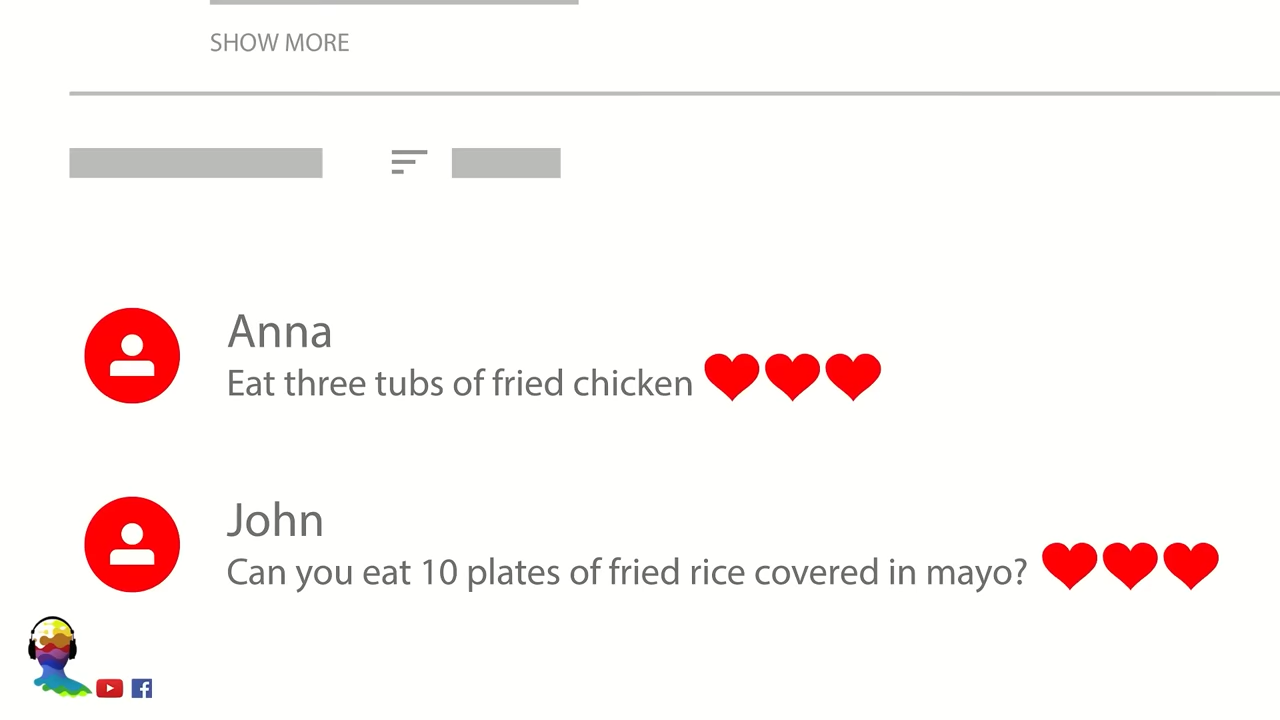 SHOW MORE
Anna
Eat three tubs of fried chicken
John
Can you eat 10 plates of fried rice covered in mayo?